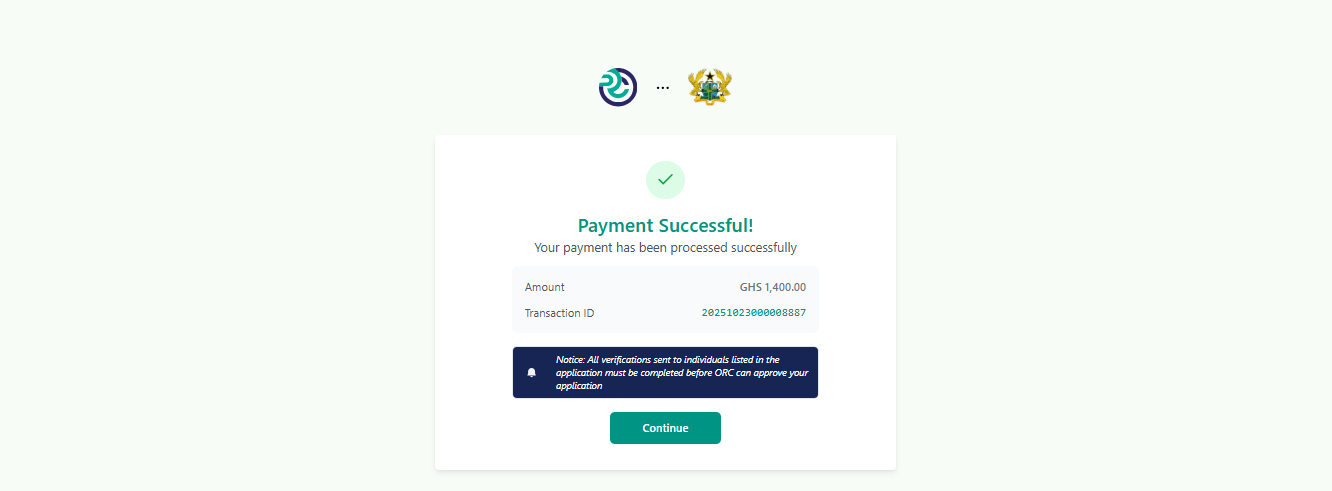 Payment Successful!
Your payment has been processed successfully
Amount GHS 1,400.00
Transaction ID 20251023000008887
Notice: All verifications sent to individuals listed in the
application must be completed before ORC can approve your
application
Continue